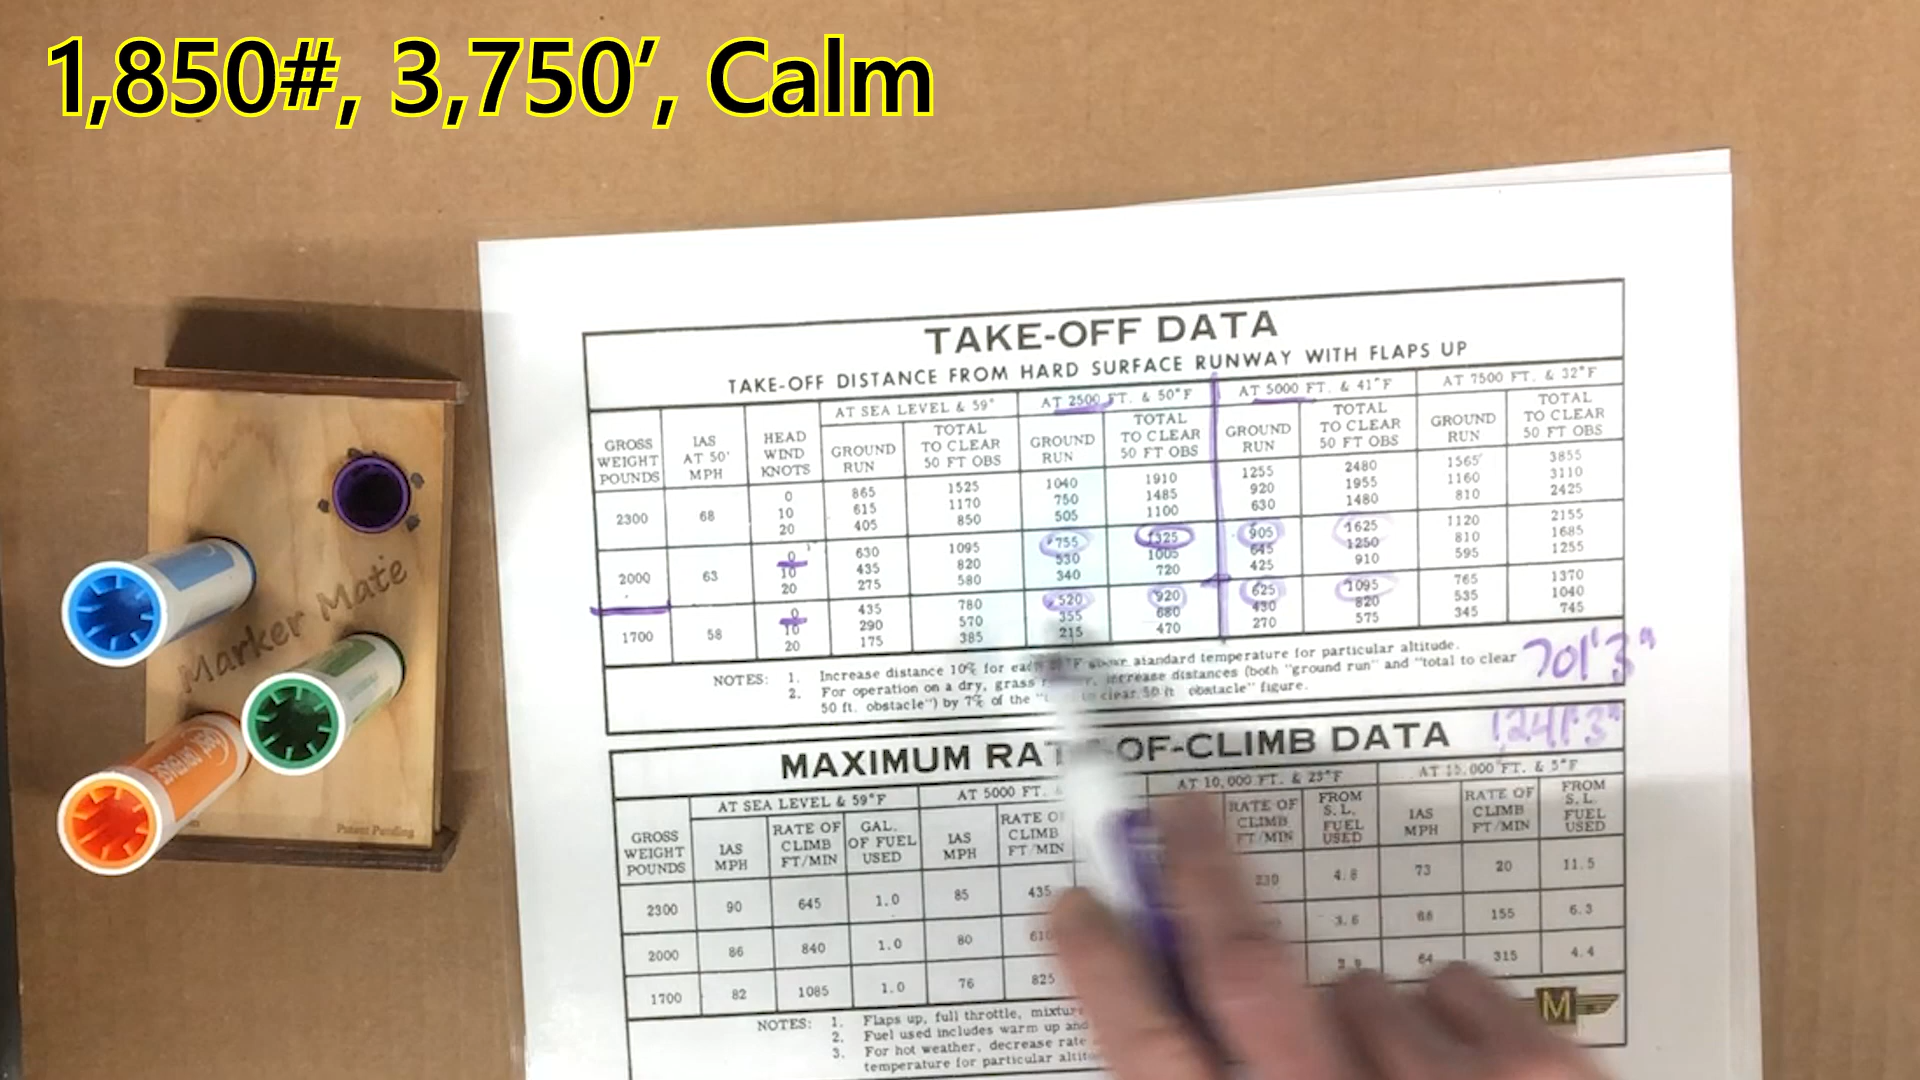 1,850#, 3,750', Calm
TAKE-OFF DATA
TAKE-OFF DISTANCE FROM HARD SURFACE RUNWAY WITH FLAPS UP
GROSS WEIGHT POUNDS IAS AT 50' MPH HEAD WIND KNOTS AT SEA LEVEL & 59° AT 2500 FT. & 50°F AT 5000 FT. & 41°F AT 7500 FT. & 32°F
GROUND RUN TOTAL TO CLEAR 50 FT OBS GROUND RUN TOTAL TO CLEAR 50 FT OBS GROUND RUN TOTAL TO CLEAR 50 FT OBS GROUND RUN TOTAL TO CLEAR 50 FT OBS
0 865 1525 1040 1910 1255 2480 1565 3855
2300 68 10 615 1170 750 1485 920 1955 1160 3110
20 405 850 505 1100 630 1480 810 2425
0 630 1095 755 1325 905 1625 1120 2155
2000 63 10 435 820 530 1005 645 1250 810 1685
20 275 580 340 720 425 910 595 1255
0 435 780 520 920 625 1095 765 1370
1700 58 10 290 570 355 680 430 820 535 1040
20 175 385 215 470 270 575 345 745
NOTES: 1. Increase distance 10% for each °F above standard temperature for particular altitude.
2. For operation on a dry, grass increase distances (both "ground run" and "total to clear
50 ft. obstacle") by 7% of the to clear 50 ft obstacle" figure.
701'3"
1,241'3"
MAXIMUM RATE-OF-CLIMB DATA
GROSS WEIGHT POUNDS AT SEA LEVEL & 59°F AT 5000 FT. & AT 10,000 FT. & 23°F AT 15,000 FT. & 5°F
IAS MPH RATE OF CLIMB FT/MIN GAL. OF FUEL USED IAS MPH RATE OF CLIMB FT/MIN RATE OF CLIMB FT/MIN FROM S.L. FUEL USED IAS MPH RATE OF CLIMB FT/MIN FROM S.L. FUEL USED
2300 90 645 1.0 85 435 230 4.8 73 20 11.5
2000 86 840 1.0 80 610 3.6 68 155 6.3
1700 82 1085 1.0 76 825 64 315 4.4
NOTES: 1. Flaps up, full throttle,
2. Fuel used includes warm up and
3. For hot weather, decrease rate
temperature for particular
Marker Mate
Patent Pending
M